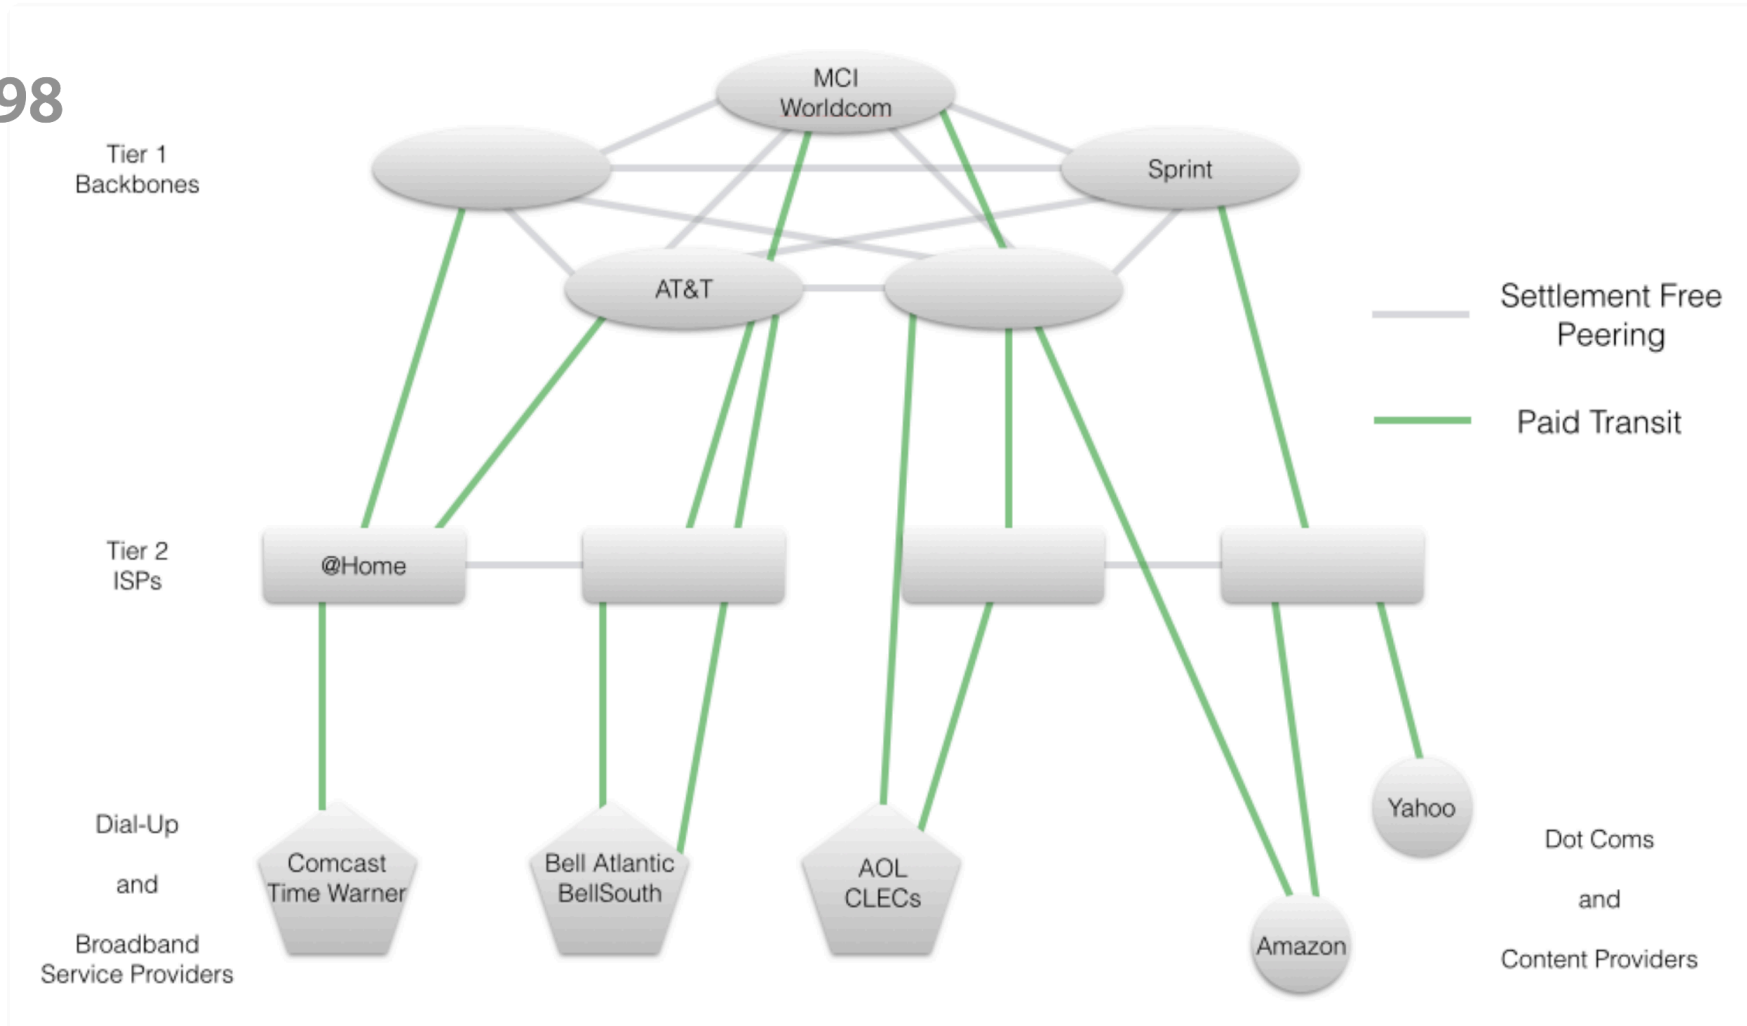 98
MCI
Worldcom
Tier 1
Backbones
Sprint
AT&T
Settlement Free
Peering
Paid Transit
Tier 2
ISPs
@Home
Yahoo
Dial-Up
and
Broadband
Service Providers
Comcast
Time Warner
Bell Atlantic
BellSouth
AOL
CLECs
Amazon
Dot Coms
and
Content Providers